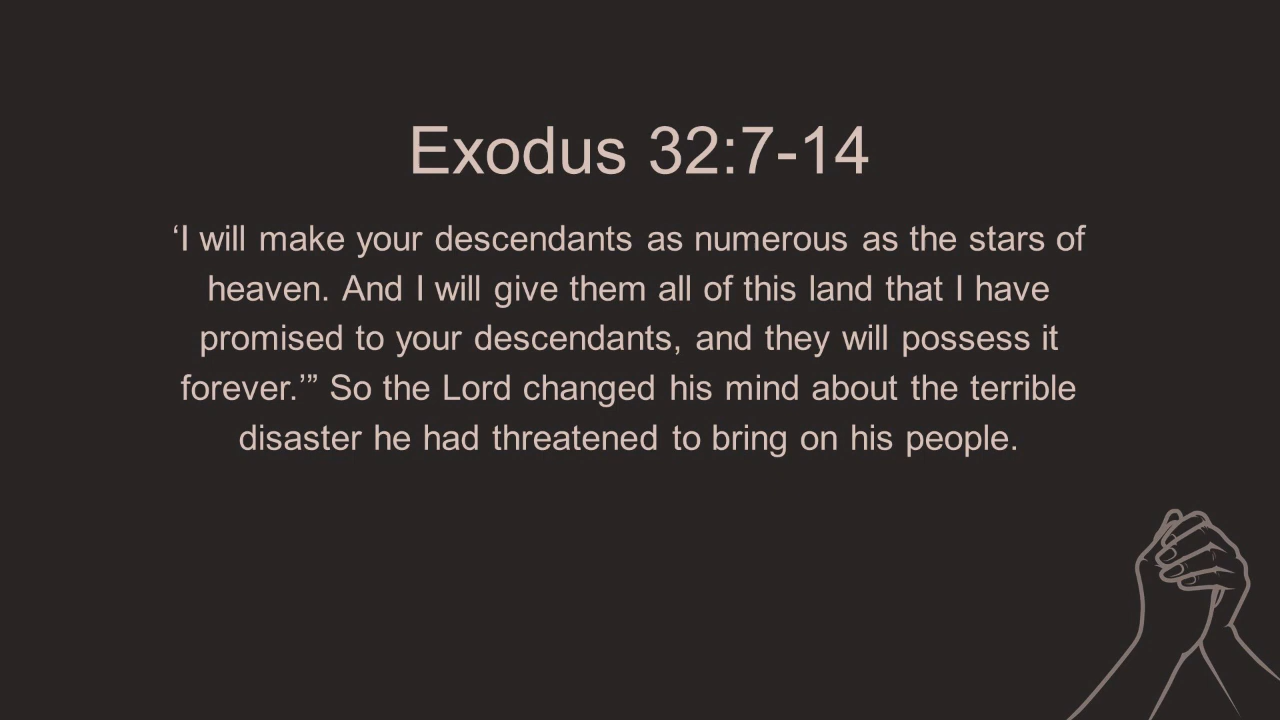 Exodus 32:7-14
‘I will make your descendants as numerous as the stars of
heaven. And I will give them all of this land that I have
promised to your descendants, and they will possess it
forever.’” So the Lord changed his mind about the terrible
disaster he had threatened to bring on his people.